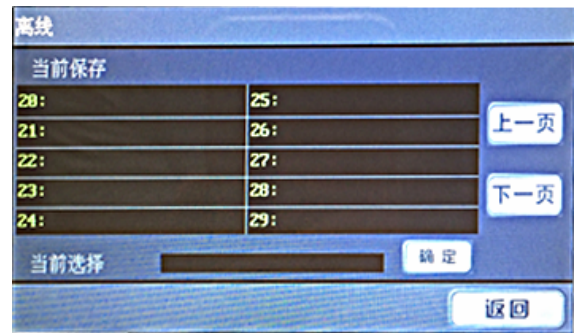 离线
当前保存
20: 25:
21: 26:
上一页
22: 27:
23: 28:
下一页
24: 29:
当前选择 确定
返回